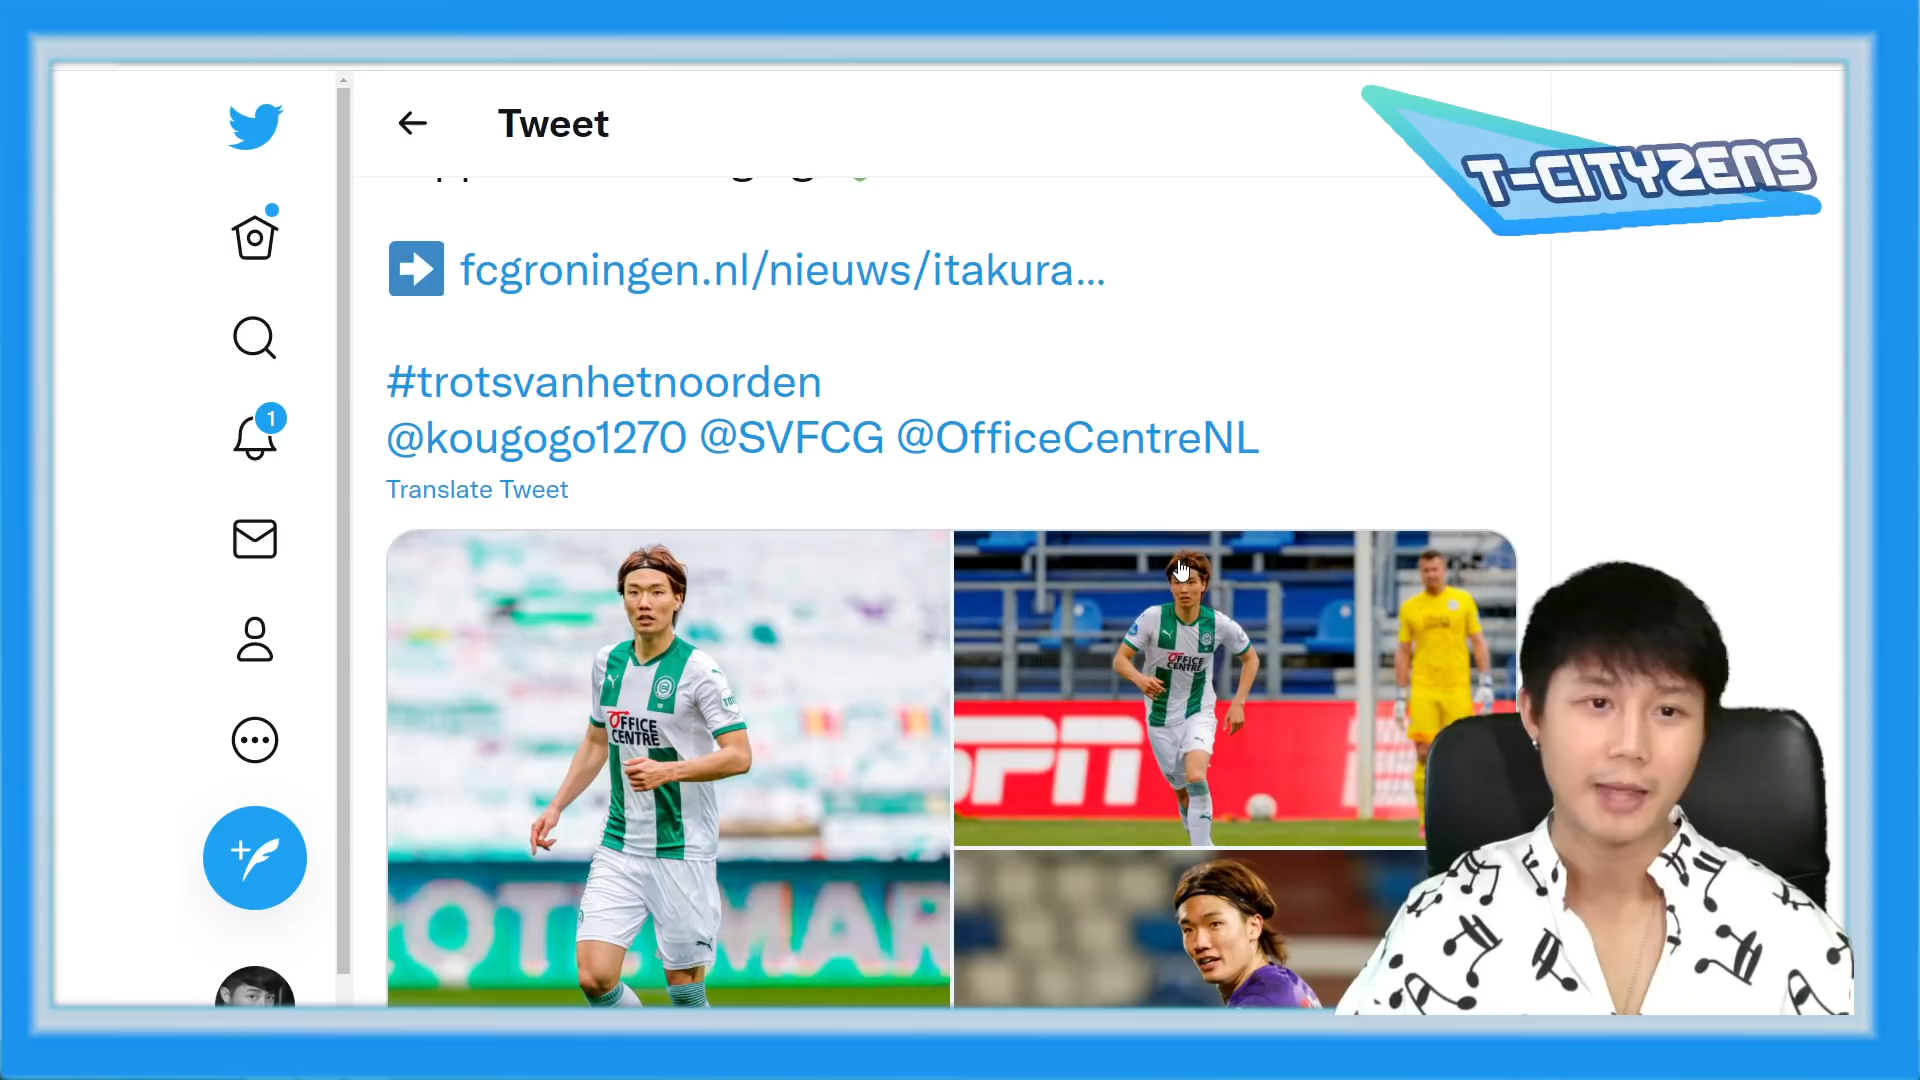 Tweet
T-CITYZENS
fcgroningen.nl/nieuws/itakura...
#trotsvanhetnoorden
1
@kougogo1270 @SVFCG @OfficeCentreNL
Translate Tweet
OFFICE
CENTRE
OFFICE
CENTRE